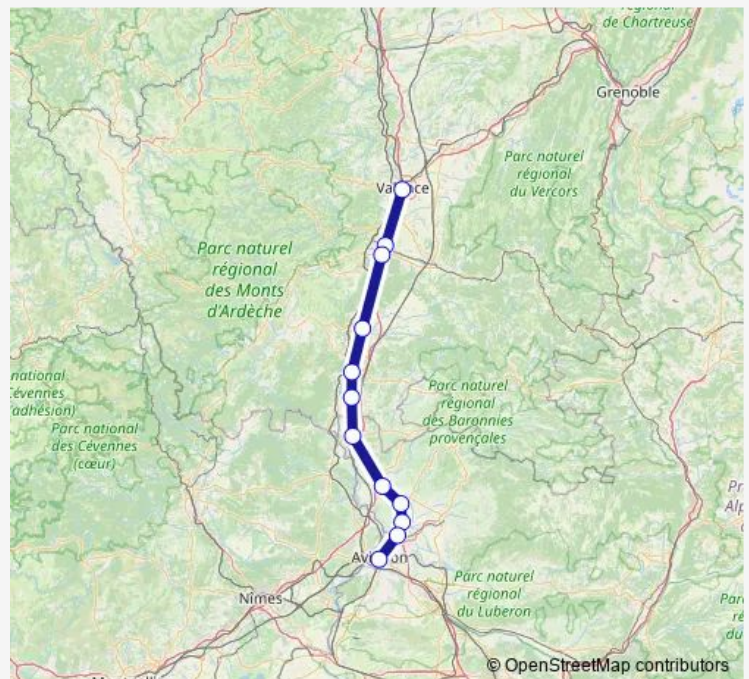 de Chartreuse
Grenoble
Parc naturel
régional
du Vercors
Parc naturel
régional
des Monts
d'Ardèche
national
Cévennes
(adhésion)
Parc national
des Cévennes
(cœur)
Parc naturel
régional
des Baronnies
provençales
Nîmes
Parc naturel
régional
du Luberon
© OpenStreetMap contributors